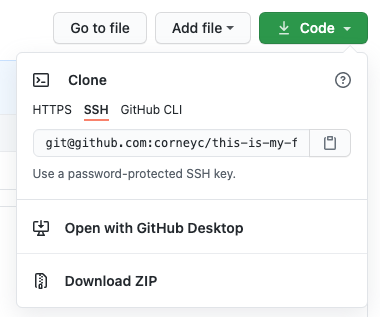 Go to file Add file Code
Clone
HTTPS SSH GitHub CLI
git@github.com:corneyc/this-is-my-f
Use a password-protected SSH key.
Open with GitHub Desktop
Download ZIP